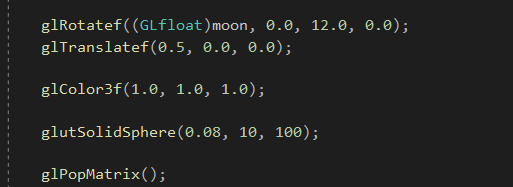 glRotatef((GLfloat)moon, 0.0, 12.0, 0.0);
glTranslatef(0.5, 0.0, 0.0);
glColor3f(1.0, 1.0, 1.0);
glutSolidSphere(0.08, 10, 100);
glPopMatrix();